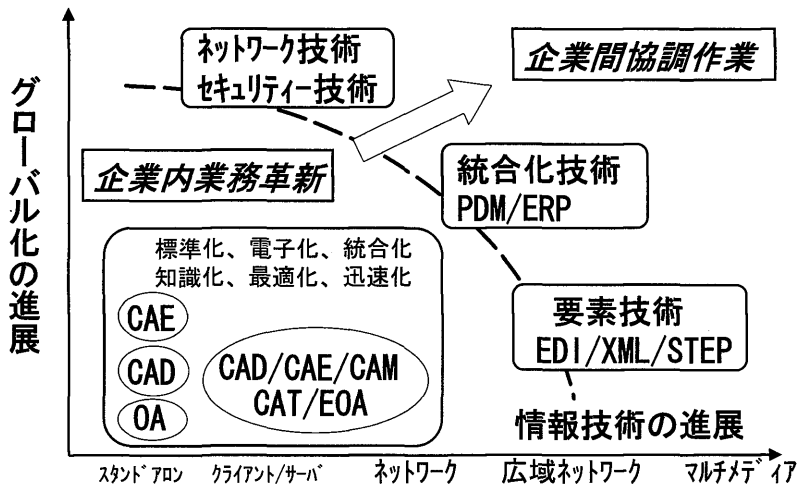 グローバル化の進展
ネットワーク技術
セキュリティー技術
企業間協調作業
企業内業務革新
統合化技術
PDM/ERP
標準化、電子化、統合化
知識化、最適化、迅速化
CAE
CAD
OA
CAD/CAE/CAM
CAT/EOA
要素技術
EDI/XML/STEP
情報技術の進展
スタンドアロン
クライアント/サーバ
ネットワーク
広域ネットワーク
マルチメディア